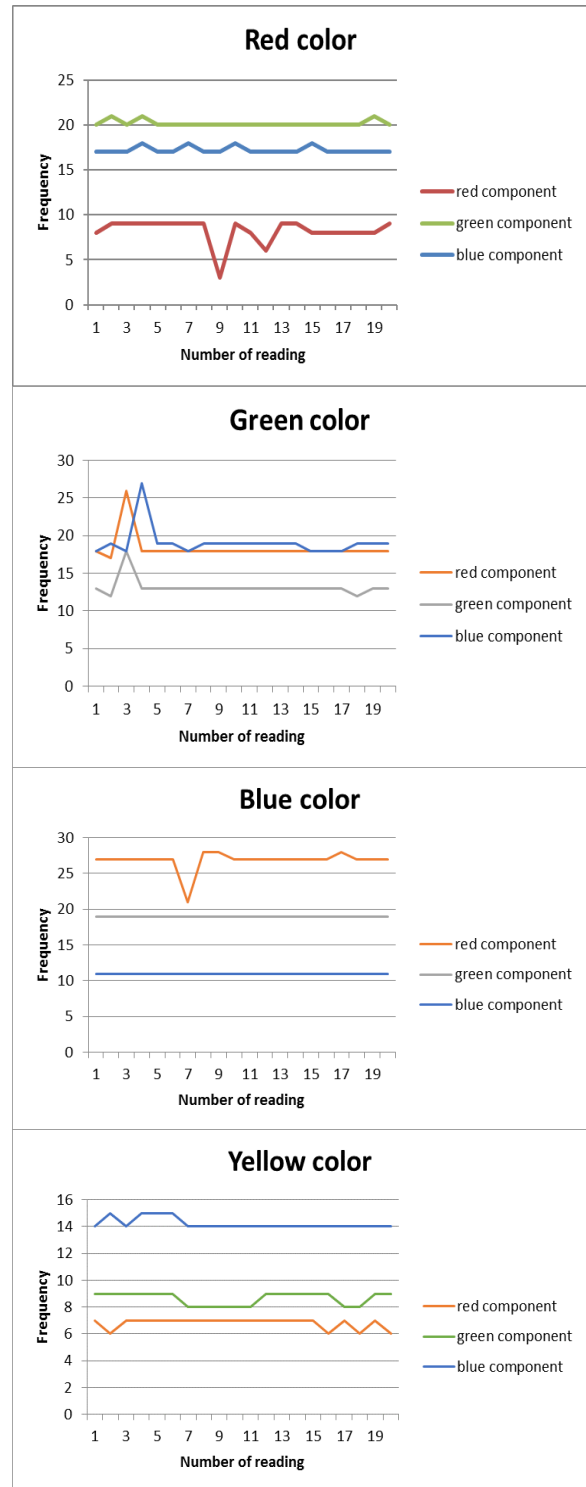 Red color
25
20
15
10
5
0
Frequency
1 3 5 7 9 11 13 15 17 19
Number of reading
red component
green component
blue component
Green color
30
25
20
15
10
5
0
Frequency
1 3 5 7 9 11 13 15 17 19
Number of reading
red component
green component
blue component
Blue color
30
25
20
15
10
5
0
Frequency
1 3 5 7 9 11 13 15 17 19
Number of reading
red component
green component
blue component
Yellow color
16
14
12
10
8
6
4
2
0
Frequency
1 3 5 7 9 11 13 15 17 19
Number of reading
red component
green component
blue component